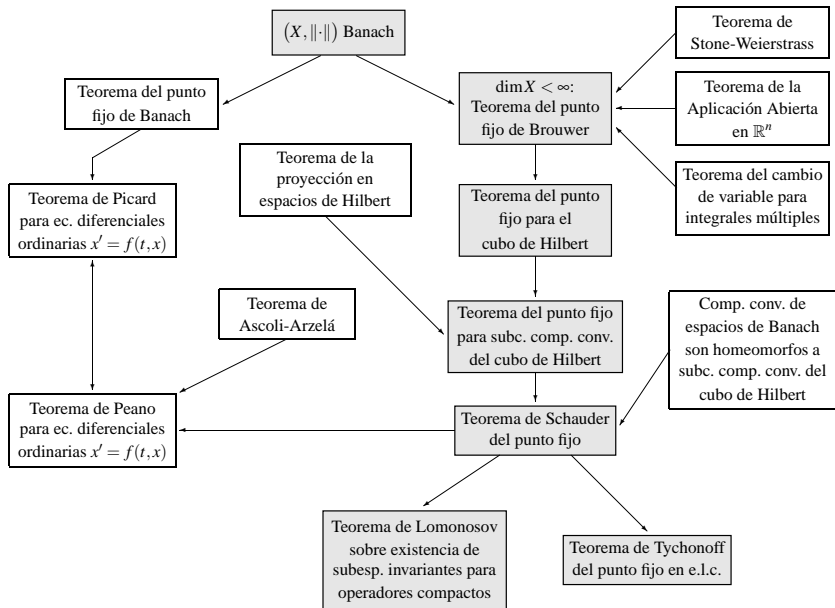 (X, ‖·‖) Banach
Teorema de
Stone-Weierstrass
Teorema del punto
fijo de Banach
dim X < ∞:
Teorema del punto
fijo de Brouwer
Teorema de la
Aplicación Abierta
en ℝⁿ
Teorema de la
proyección en
espacios de Hilbert
Teorema del cambio
de variable para
integrales múltiples
Teorema de Picard
para ec. diferenciales
ordinarias x′ = f(t,x)
Teorema del punto
fijo para el
cubo de Hilbert
Teorema de
Ascoli-Arzelá
Teorema del punto fijo
para subc. comp. conv.
del cubo de Hilbert
Comp. conv. de
espacios de Banach
son homeomorfos a
subc. comp. conv. del
cubo de Hilbert
Teorema de Peano
para ec. diferenciales
ordinarias x′ = f(t,x)
Teorema de Schauder
del punto fijo
Teorema de Lomonosov
sobre existencia de
subesp. invariantes para
operadores compactos
Teorema de Tychonoff
del punto fijo en e.l.c.